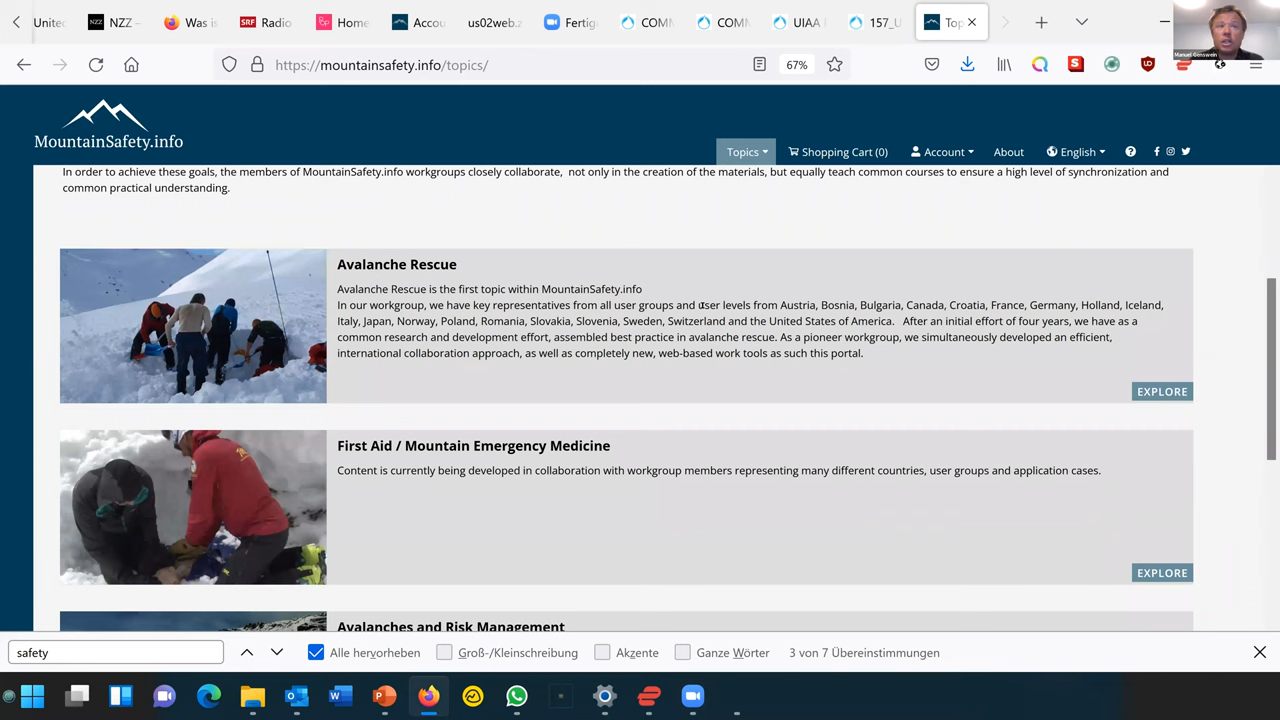 Unitec
NZZ –
Was is
Radio
Home
Accou
us02web.z
Fertig
COMM
COMM
UIAA
157_U
Top
Manuel Genswein
https://mountainsafety.info/topics
67%
MountainSafety.info
Topics
Shopping Cart (0)
Account
About
English
In order to achieve these goals, the members of MountainSafety.info workgroups closely collaborate, not only in the creation of the materials, but equally teach common courses to ensure a high level of synchronization and
common practical understanding.
Avalanche Rescue
Avalanche Rescue is the first topic within MountainSafety.info
In our workgroup, we have key representatives from all user groups and user levels from Austria, Bosnia, Bulgaria, Canada, Croatia, France, Germany, Holland, Iceland,
Italy, Japan, Norway, Poland, Romania, Slovakia, Slovenia, Sweden, Switzerland and the United States of America. After an initial effort of four years, we have as a
common research and development effort, assembled best practice in avalanche rescue. As a pioneer workgroup, we simultaneously developed an efficient,
international collaboration approach, as well as completely new, web-based work tools as such this portal.
EXPLORE
First Aid / Mountain Emergency Medicine
Content is currently being developed in collaboration with workgroup members representing many different countries, user groups and application cases.
EXPLORE
Avalanches and Risk Management
safety
Alle hervorheben
Groß-/Kleinschreibung
Akzente
Ganze Wörter
3 von 7 Übereinstimmungen